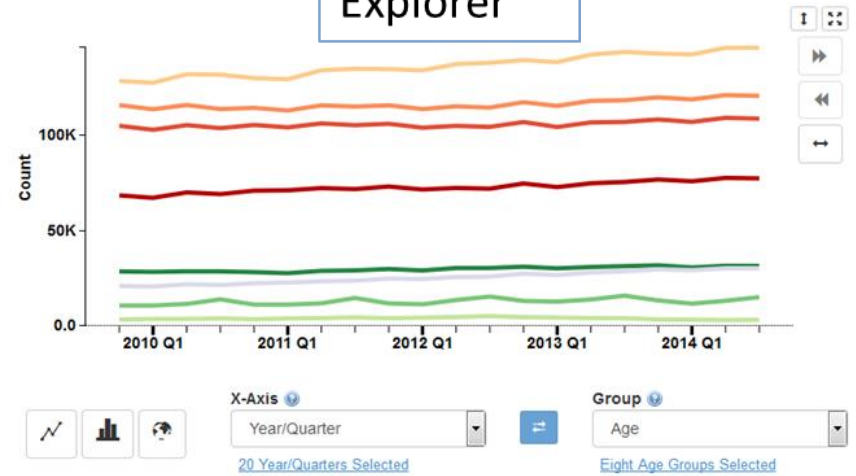 Explorer
100K
50K
0.0
Count
2010 Q1 2011 Q1 2012 Q1 2013 Q1 2014 Q1
X-Axis Group
Year/Quarter Age
20 Year/Quarters Selected Eight Age Groups Selected